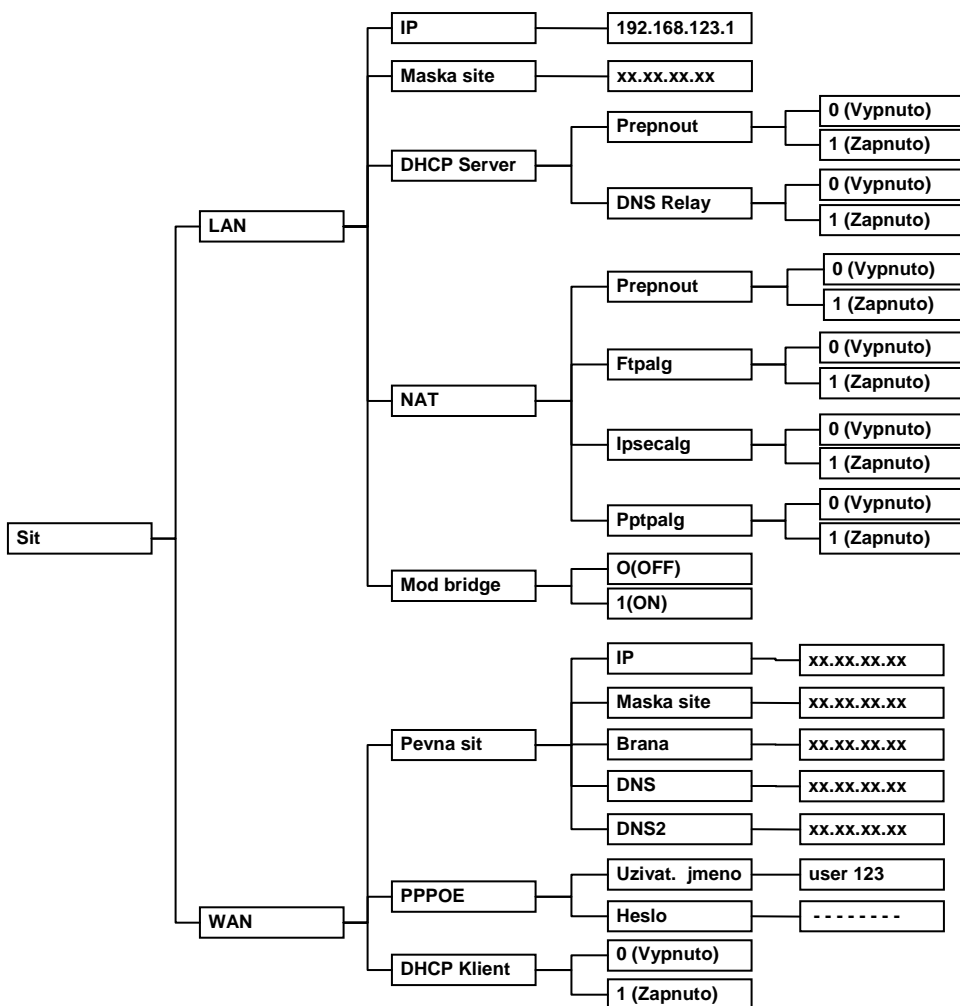 IP
192.168.123.1
Maska site
xx.xx.xx.xx
DHCP Server
Prepnout
0 (Vypnuto)
1 (Zapnuto)
DNS Relay
0 (Vypnuto)
1 (Zapnuto)
LAN
NAT
Prepnout
0 (Vypnuto)
1 (Zapnuto)
Ftpalg
0 (Vypnuto)
1 (Zapnuto)
Ipsecalg
0 (Vypnuto)
1 (Zapnuto)
Pptpalg
0 (Vypnuto)
1 (Zapnuto)
Sit
Mod bridge
O(OFF)
1(ON)
Pevna sit
IP
xx.xx.xx.xx
Maska site
xx.xx.xx.xx
Brana
xx.xx.xx.xx
DNS
xx.xx.xx.xx
DNS2
xx.xx.xx.xx
WAN
PPPOE
Uzivat. jmeno
user 123
Heslo
- - - - - - - -
DHCP Klient
0 (Vypnuto)
1 (Zapnuto)